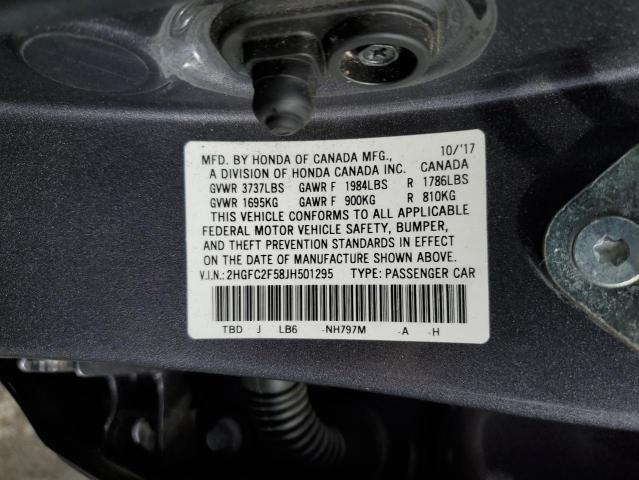 MFD. BY HONDA OF CANADA MFG., 10/'17
A DIVISION OF HONDA CANADA INC. CANADA
GVWR 3737LBS GAWR F 1984LBS R 1786LBS
GVWR 1695KG GAWR F 900KG R 810KG
THIS VEHICLE CONFORMS TO ALL APPLICABLE
FEDERAL MOTOR VEHICLE SAFETY, BUMPER,
AND THEFT PREVENTION STANDARDS IN EFFECT
ON THE DATE OF MANUFACTURE SHOWN ABOVE.
V.I.N.: 2HGFC2F58JH501295 TYPE: PASSENGER CAR
TBD J LB6 -NH797M -A -H